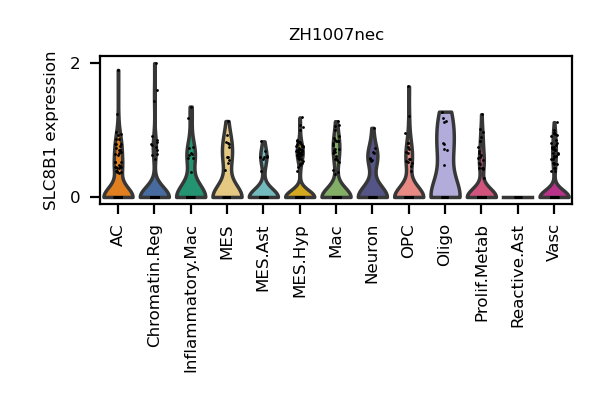 ZH1007nec
SLC8B1 expression
2
0
AC
Chromatin.Reg
Inflammatory.Mac
MES
MES.Ast
MES.Hyp
Mac
Neuron
OPC
Oligo
Prolif.Metab
Reactive.Ast
Vasc